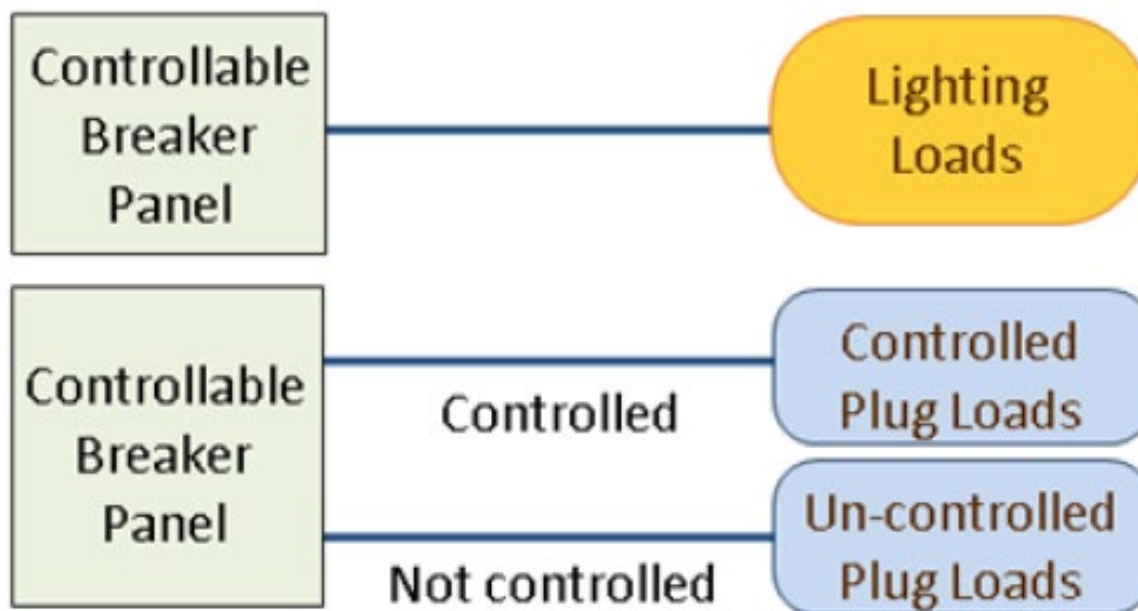 Controllable
Breaker
Panel
Lighting
Loads
Controllable
Breaker
Panel
Controlled
Controlled
Plug Loads
Not controlled
Un-controlled
Plug Loads